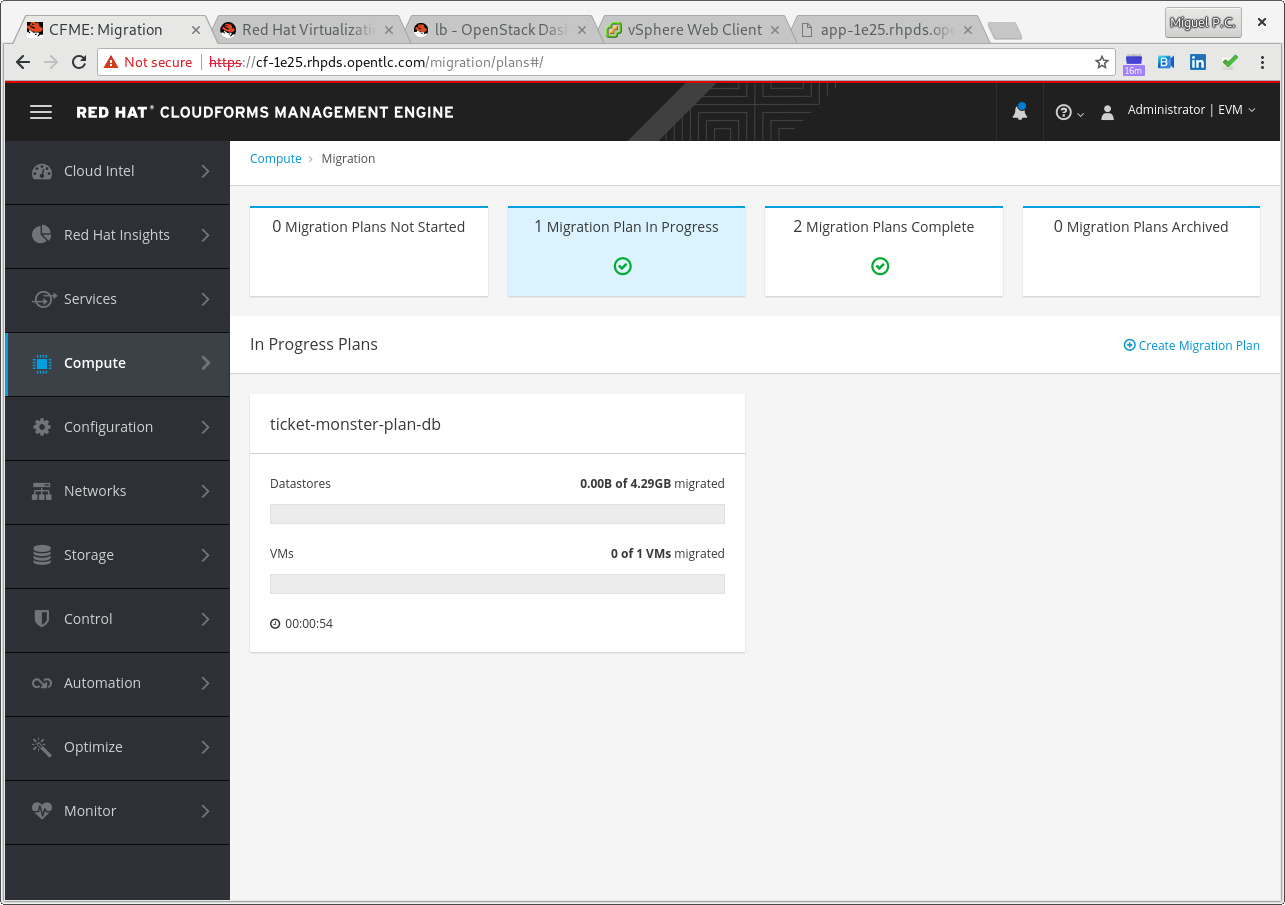 CFME: Migration
Red Hat Virtualizati
lb - OpenStack Das
vSphere Web Client
app-1e25.rhpds.ope
Miguel P.C.
Not secure
https://cf-1e25.rhpds.opentlc.com/migration/plans#/
16m
RED HAT® CLOUDFORMS MANAGEMENT ENGINE
Administrator | EVM
Cloud Intel
Red Hat Insights
Services
Compute
Configuration
Networks
Storage
Control
Automation
Optimize
Monitor
Compute › Migration
0 Migration Plans Not Started
1 Migration Plan In Progress
2 Migration Plans Complete
0 Migration Plans Archived
In Progress Plans
Create Migration Plan
ticket-monster-plan-db
Datastores 0.00B of 4.29GB migrated
VMs 0 of 1 VMs migrated
00:00:54